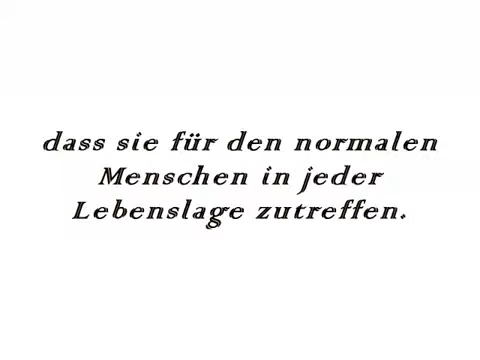 dass sie für den normalen
Menschen in jeder
Lebenslage zutreffen.